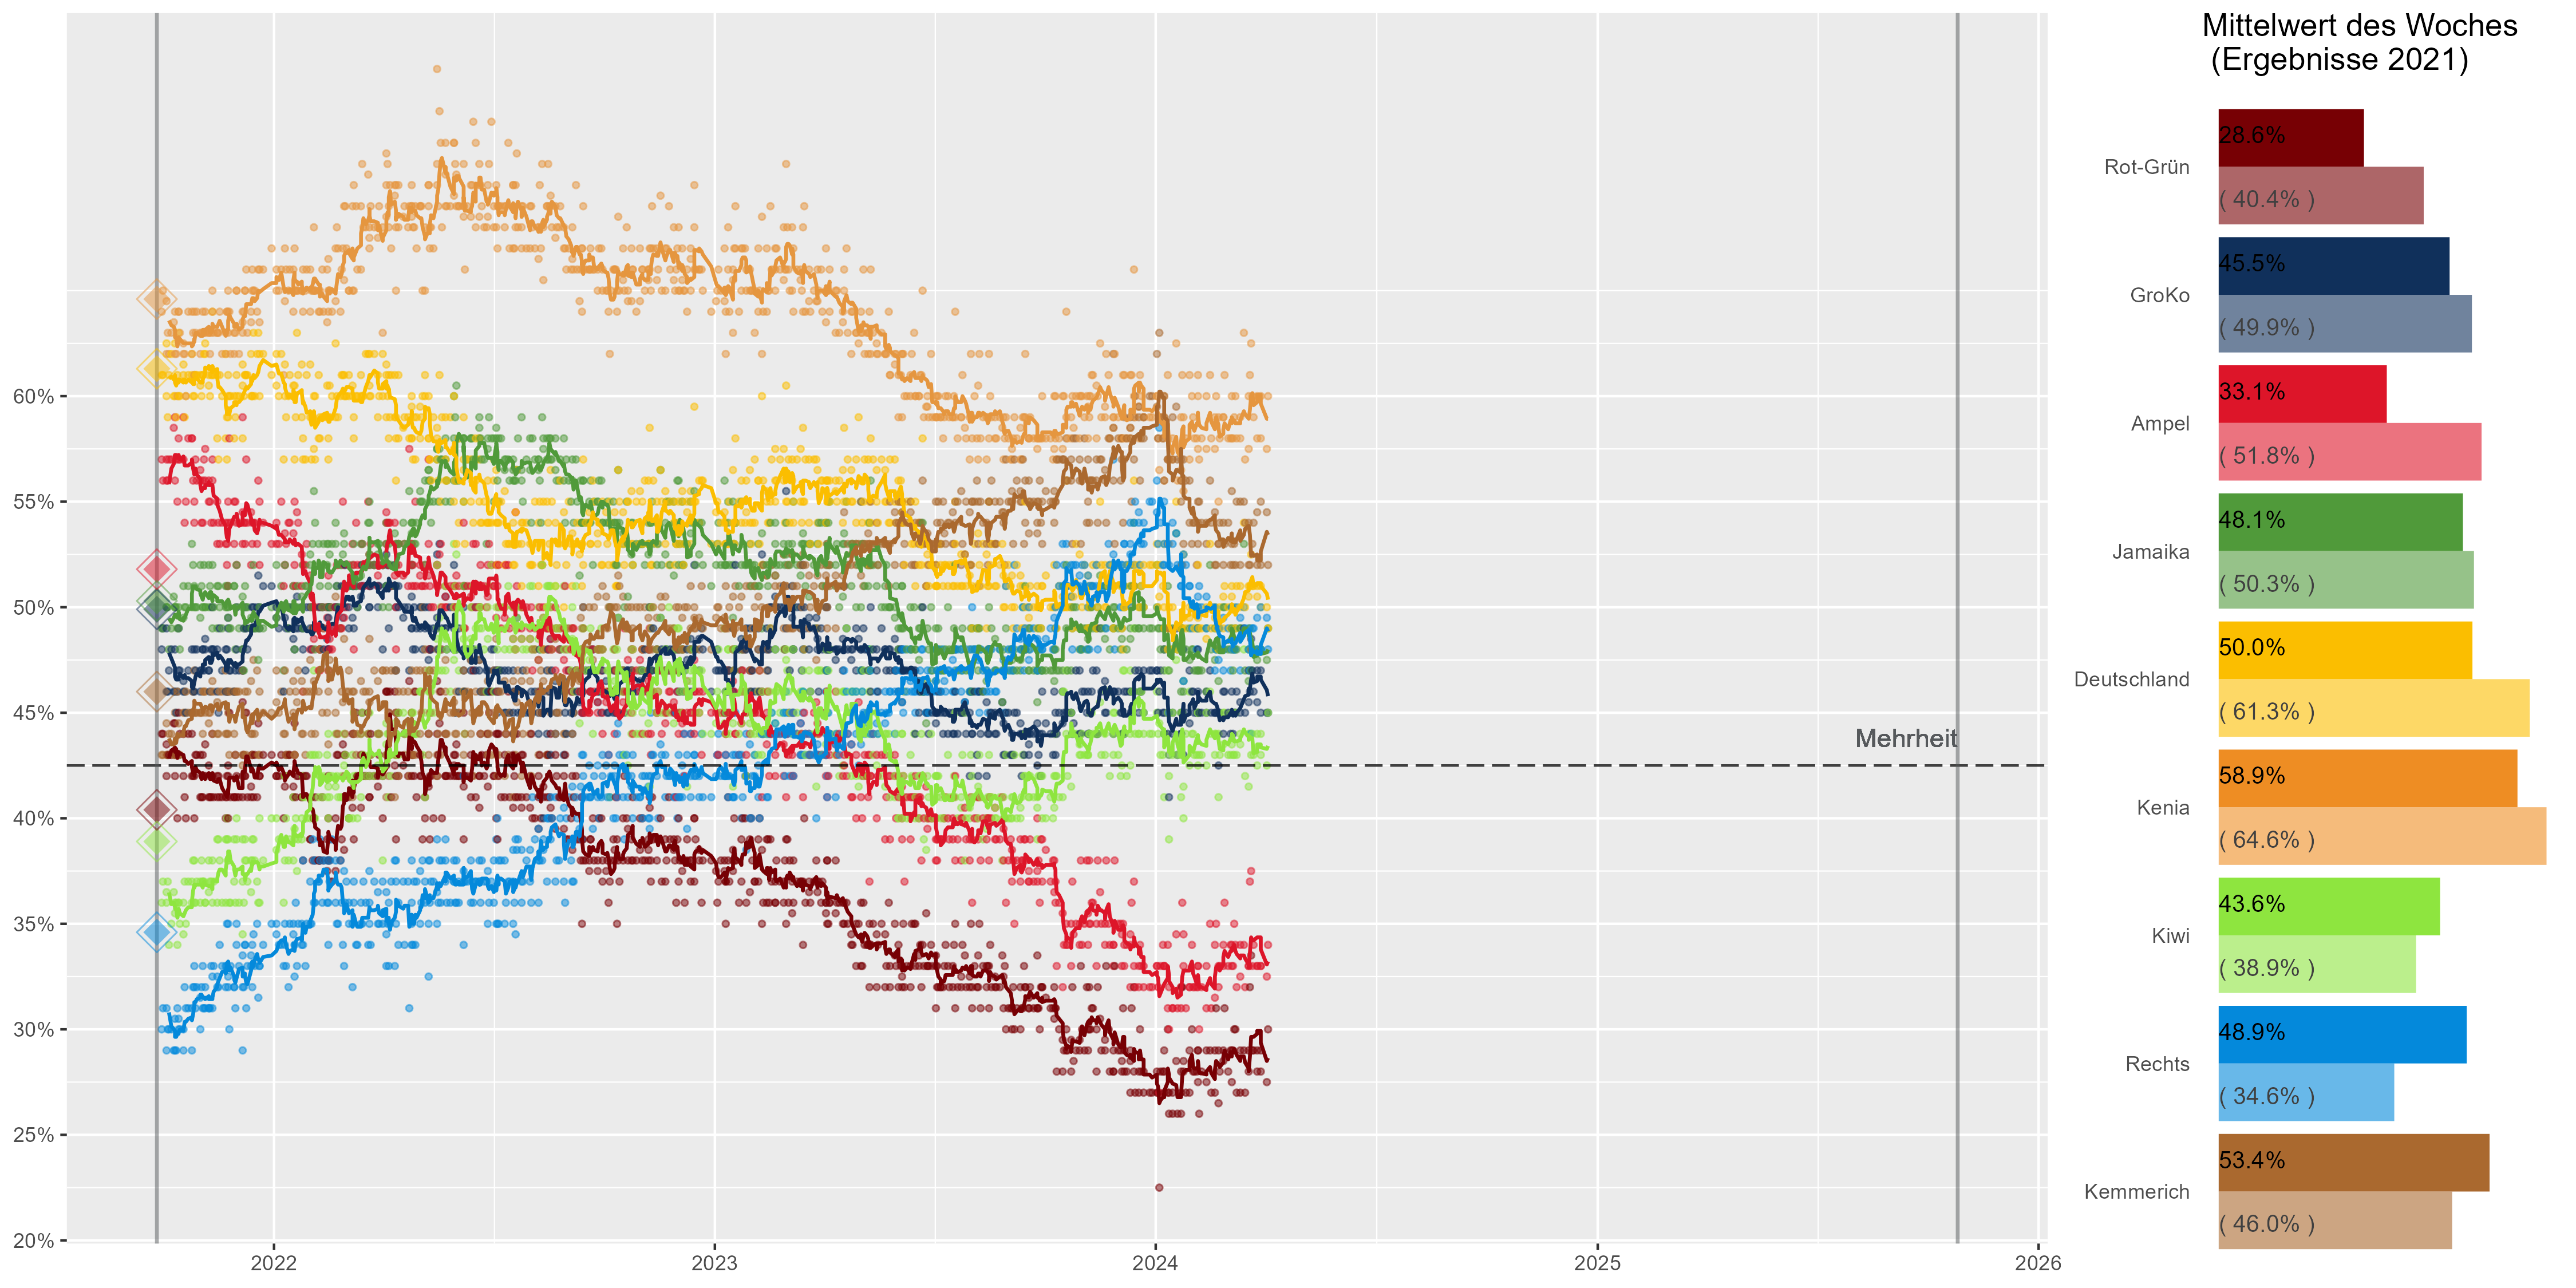 60%
55%
50%
45%
40%
35%
30%
25%
20%
2022
2023
2024
2025
2026
Mehrheit
Mittelwert des Woches
(Ergebnisse 2021)
Rot-Grün
28.6%
( 40.4% )
GroKo
45.5%
( 49.9% )
Ampel
33.1%
( 51.8% )
Jamaika
48.1%
( 50.3% )
Deutschland
50.0%
( 61.3% )
Kenia
58.9%
( 64.6% )
Kiwi
43.6%
( 38.9% )
Rechts
48.9%
( 34.6% )
Kemmerich
53.4%
( 46.0% )